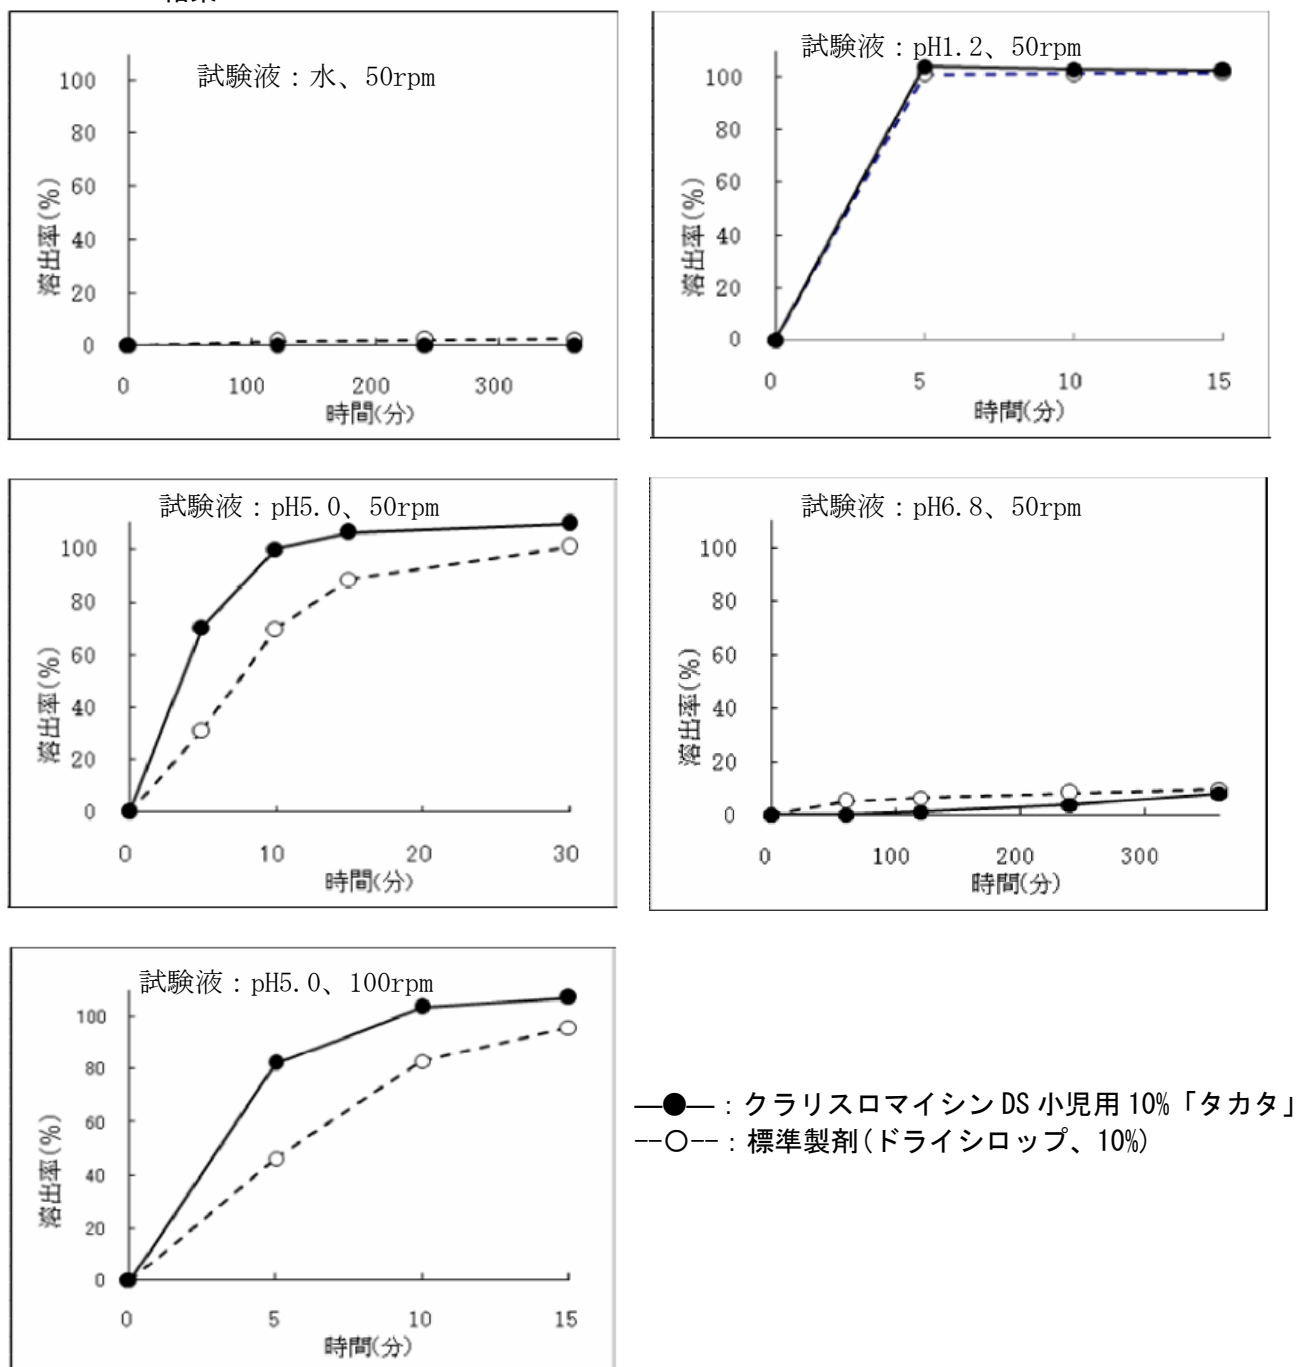 試験液：水、50rpm
溶出率(%)
100
80
60
40
20
0
0 100 200 300
時間(分)
試験液：pH1.2、50rpm
溶出率(%)
100
80
60
40
20
0
0 5 10 15
時間(分)
試験液：pH5.0、50rpm
溶出率(%)
100
80
60
40
20
0
0 10 20 30
時間(分)
試験液：pH6.8、50rpm
溶出率(%)
100
80
60
40
20
0
0 100 200 300
時間(分)
試験液：pH5.0、100rpm
溶出率(%)
100
80
60
40
20
0
0 5 10 15
時間(分)
―●―：クラリスロマイシン DS 小児用 10%「タカタ」
--○--：標準製剤(ドライシロップ、10%)